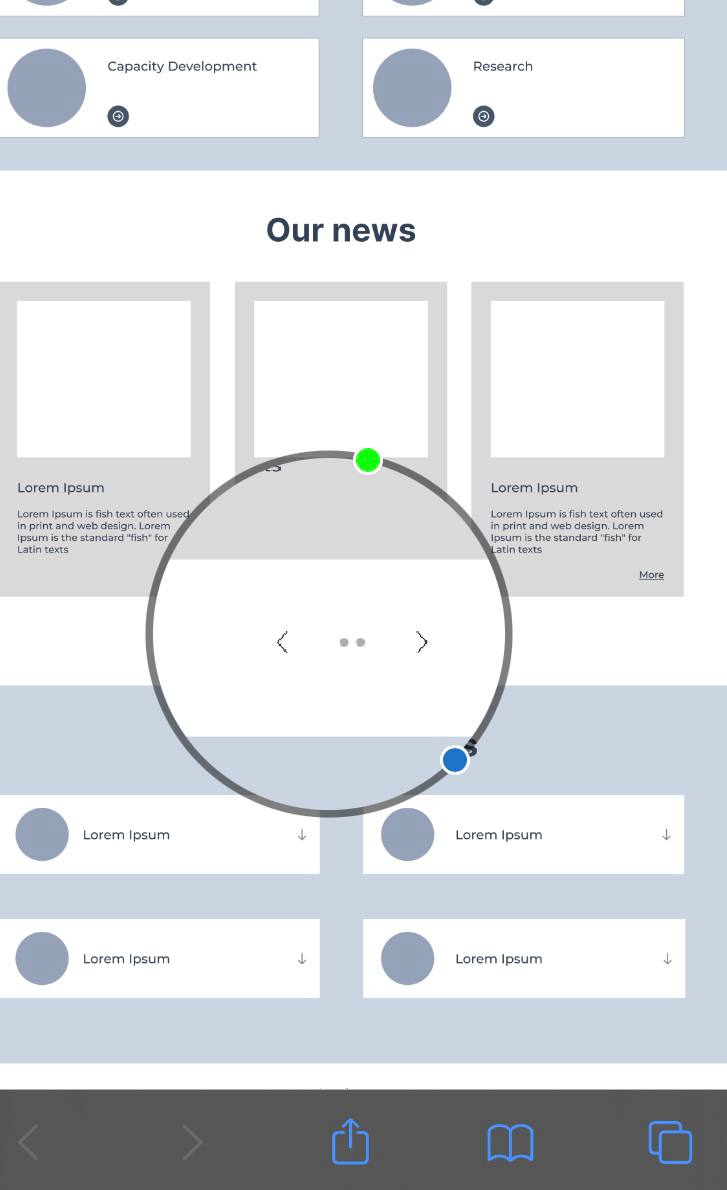 Capacity Development
Research
Our news
Lorem Ipsum
Lorem Ipsum is fish text often used
in print and web design. Lorem
Ipsum is the standard "fish" for
Latin texts
Lorem Ipsum
Lorem Ipsum is fish text often used
in print and web design. Lorem
Ipsum is the standard "fish" for
Latin texts
More
Lorem Ipsum
Lorem Ipsum
Lorem Ipsum
Lorem Ipsum